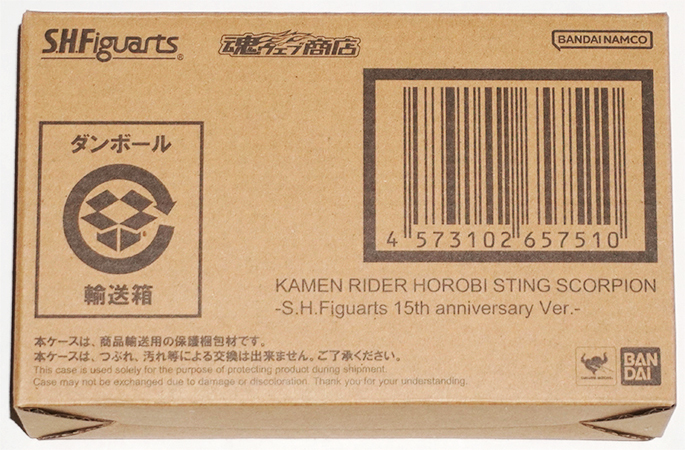 S.H.Figuarts®
魂ウェブ商店
BANDAI NAMCO
ダンボール
輸送箱
4 573102 657510
KAMEN RIDER HOROBI STING SCORPION
-S.H.Figuarts 15th anniversary Ver.-
本ケースは、商品輸送用の保護梱包材です。
本ケースは、つぶれ、汚れ等による交換は出来ません。ご了承ください。
This case is used solely for the purpose of protecting product during shipment.
Case may not be exchanged due to damage or discoloration. Thank you for your understanding.
BAN
DAI